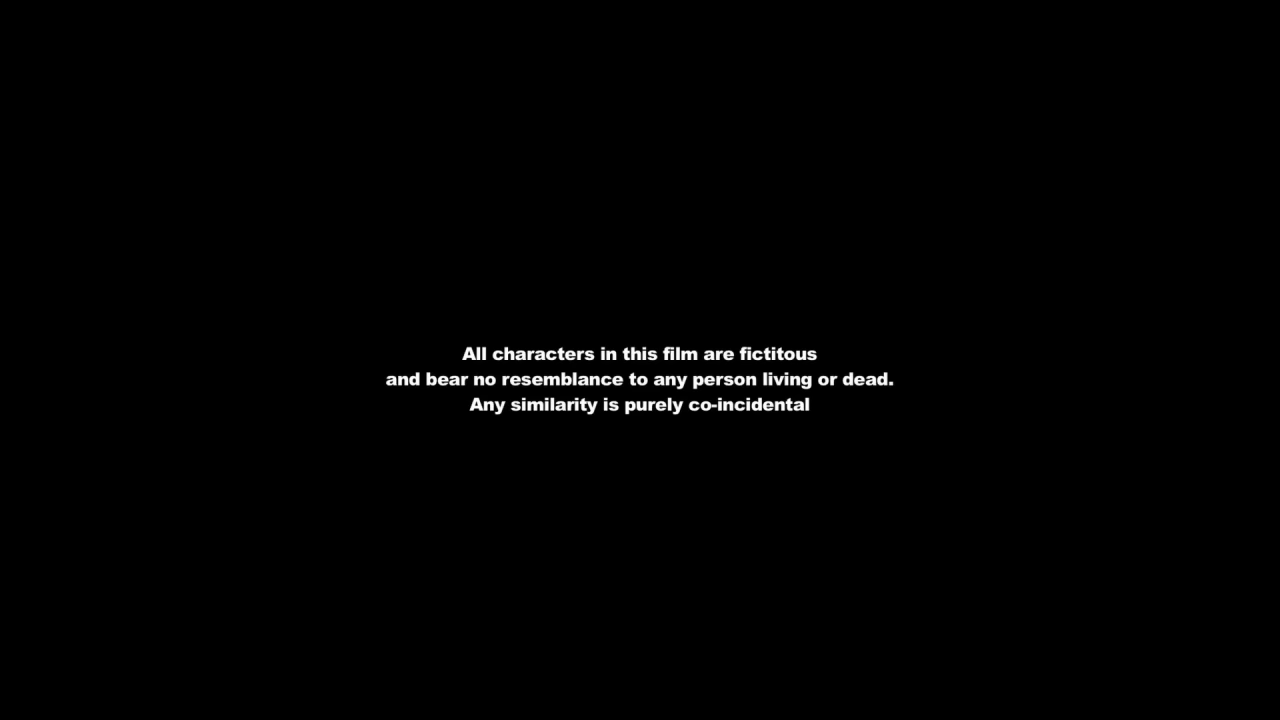 All characters in this film are fictitous
and bear no resemblance to any person living or dead.
Any similarity is purely co-incidental